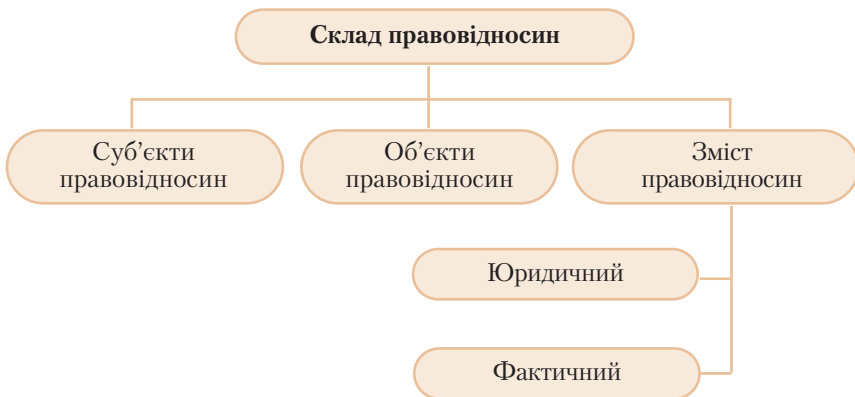 Склад правовідносин
Суб’єкти
правовідносин
Об’єкти
правовідносин
Зміст
правовідносин
Юридичний
Фактичний